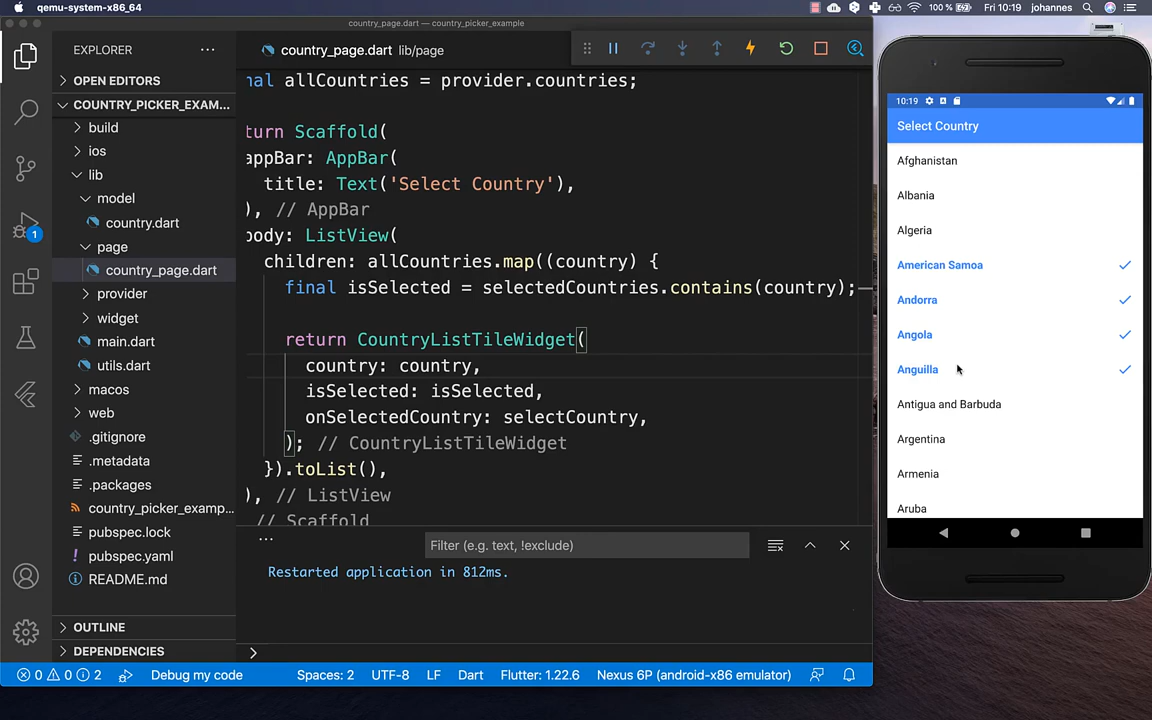 qemu-system-x86_64
100 %
Fri 10:19
johannes
country_page.dart — country_picker_example
EXPLORER
OPEN EDITORS
COUNTRY_PICKER_EXAM...
build
ios
lib
model
country.dart
page
country_page.dart
provider
widget
main.dart
utils.dart
macos
web
.gitignore
.metadata
.packages
country_picker_examp...
pubspec.lock
pubspec.yaml
README.md
OUTLINE
DEPENDENCIES
1
country_page.dart lib/page
nal allCountries = provider.countries;
turn Scaffold(
appBar: AppBar(
title: Text('Select Country'),
), // AppBar
body: ListView(
children: allCountries.map((country) {
final isSelected = selectedCountries.contains(country);
return CountryListTileWidget(
country: country,
isSelected: isSelected,
onSelectedCountry: selectCountry,
); // CountryListTileWidget
}).toList(),
), // ListView
// Scaffold
...
Filter (e.g. text, !exclude)
Restarted application in 812ms.
0 0 2
Debug my code
Spaces: 2
UTF-8
LF
Dart
Flutter: 1.22.6
Nexus 6P (android-x86 emulator)
10:19
Select Country
Afghanistan
Albania
Algeria
American Samoa
Andorra
Angola
Anguilla
Antigua and Barbuda
Argentina
Armenia
Aruba